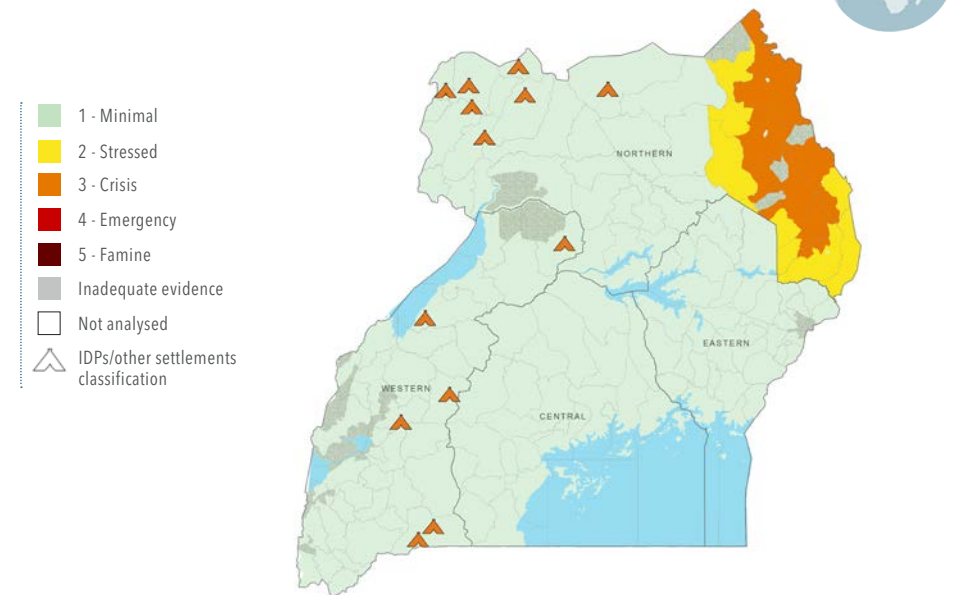 1 - Minimal
2 - Stressed
3 - Crisis
4 - Emergency
5 - Famine
Inadequate evidence
Not analysed
IDPs/other settlements
classification
NORTHERN
EASTERN
WESTERN
CENTRAL